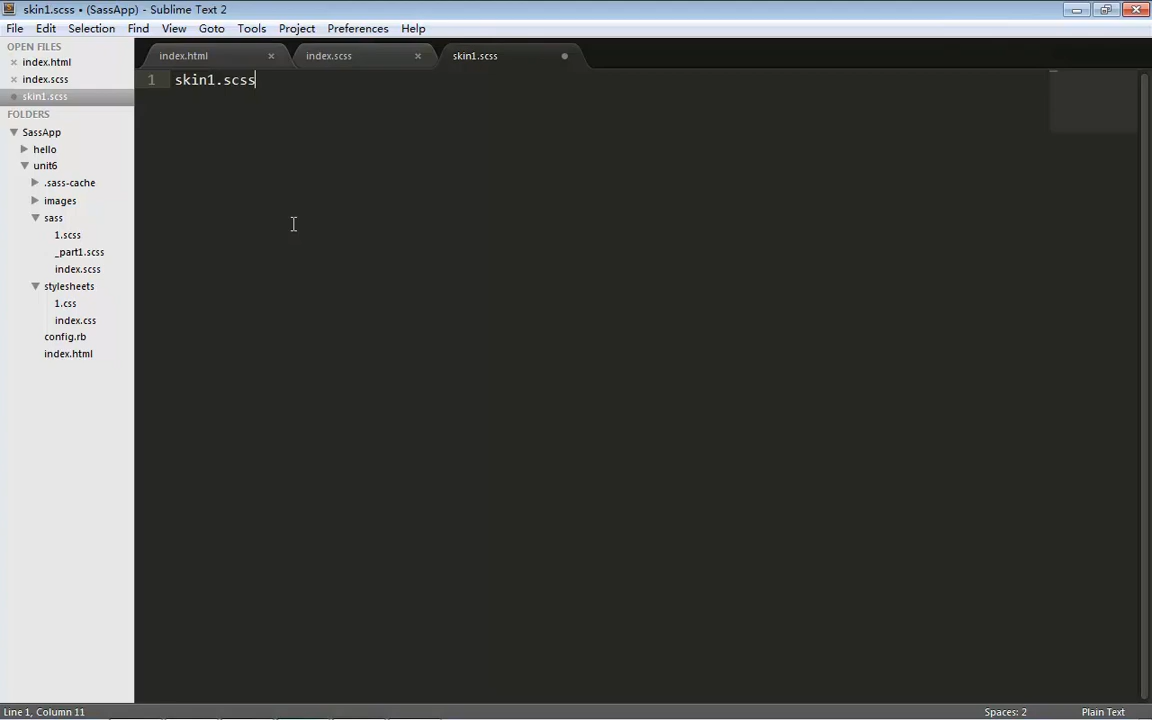 skin1.scss • (SassApp) - Sublime Text 2
File Edit Selection Find View Goto Tools Project Preferences Help
OPEN FILES
index.html
index.scss
skin1.scss
FOLDERS
SassApp
hello
unit6
.sass-cache
images
sass
1.scss
_part1.scss
index.scss
stylesheets
1.css
index.css
config.rb
index.html
index.html index.scss skin1.scss
1 skin1.scss
Line 1, Column 11 Spaces: 2 Plain Text